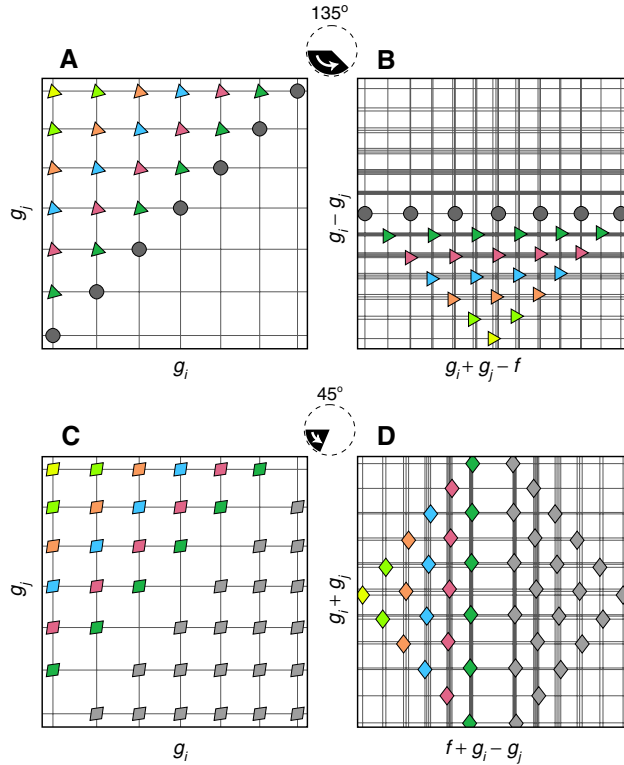 135°
A
B
g_j
g_i – g_j
g_i
g_i + g_j – f
45°
C
D
g_j
g_i + g_j
g_i
f + g_i – g_j